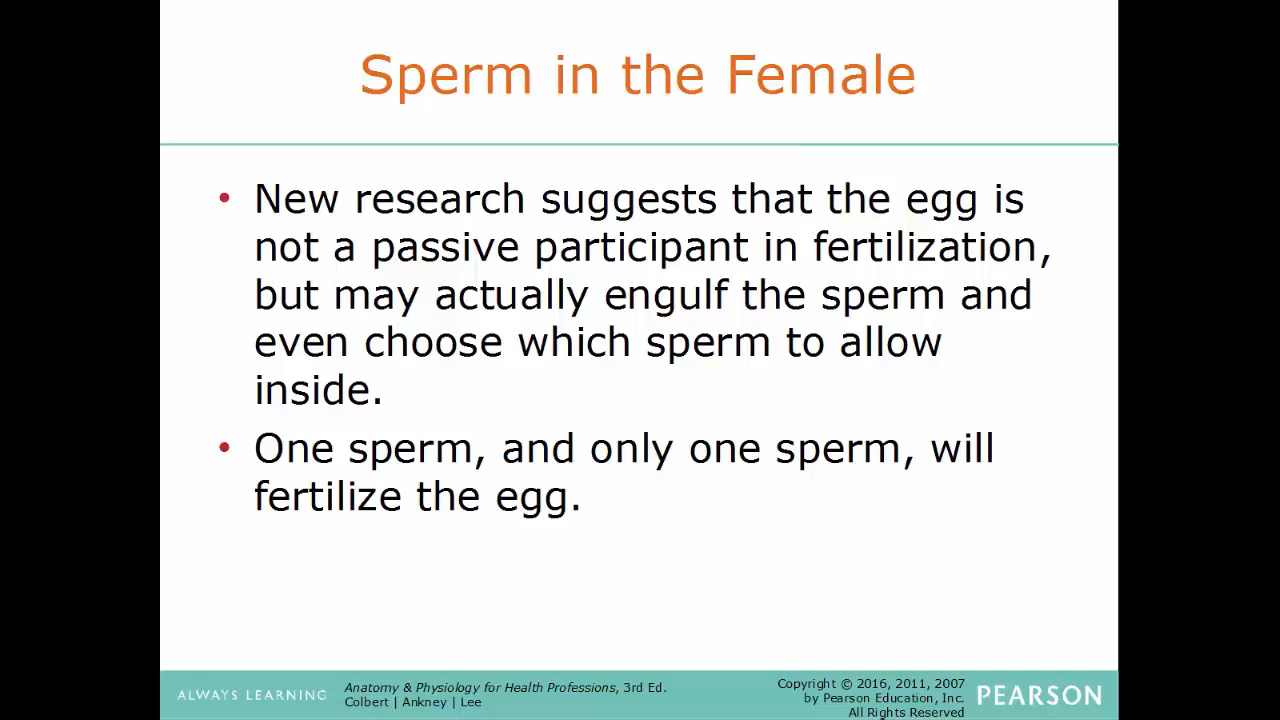 Sperm in the Female
• New research suggests that the egg is
not a passive participant in fertilization,
but may actually engulf the sperm and
even choose which sperm to allow
inside.
• One sperm, and only one sperm, will
fertilize the egg.
ALWAYS LEARNING
Anatomy & Physiology for Health Professions, 3rd Ed.
Colbert | Ankney | Lee
Copyright © 2016, 2011, 2007
by Pearson Education, Inc.
All Rights Reserved
PEARSON